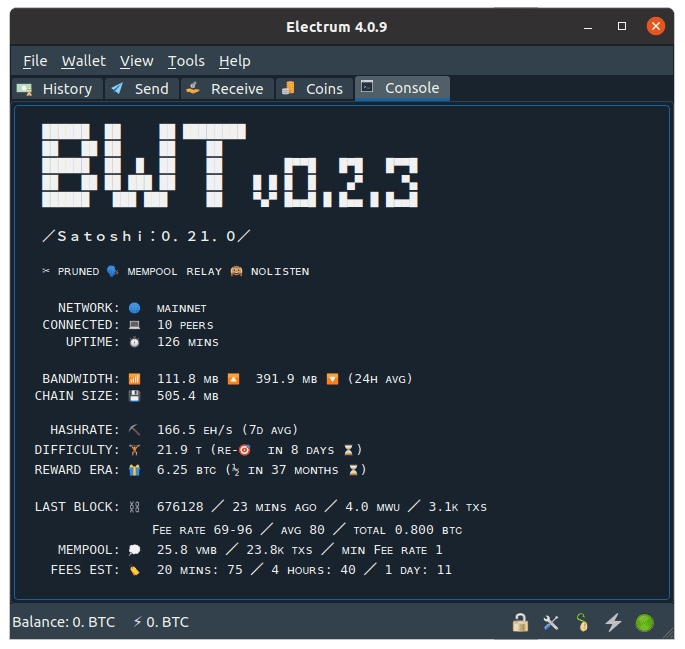 Electrum 4.0.9
File Wallet View Tools Help
History Send Receive Coins Console
BWT v0.2.3
/Satoshi:0.21.0/
✂ PRUNED 🗣 MEMPOOL RELAY 🙉 NOLISTEN
NETWORK: 🌐 MAINNET
CONNECTED: 💻 10 PEERS
UPTIME: ⏱ 126 MINS
BANDWIDTH: 📶 111.8 MB 🔼 391.9 MB 🔽 (24H AVG)
CHAIN SIZE: 💾 505.4 MB
HASHRATE: ⛏ 166.5 EH/S (7D AVG)
DIFFICULTY: 🏋 21.9 T (RE-🎯 IN 8 DAYS ⏳)
REWARD ERA: 🎁 6.25 BTC (½ IN 37 MONTHS ⏳)
LAST BLOCK: ⛓ 676128 / 23 MINS AGO / 4.0 MWU / 3.1K TXS
FEE RATE 69-96 / AVG 80 / TOTAL 0.800 BTC
MEMPOOL: 💭 25.8 VMB / 23.8K TXS / MIN FEE RATE 1
FEES EST: 🏷 20 MINS: 75 / 4 HOURS: 40 / 1 DAY: 11
Balance: 0. BTC ⚡ 0. BTC